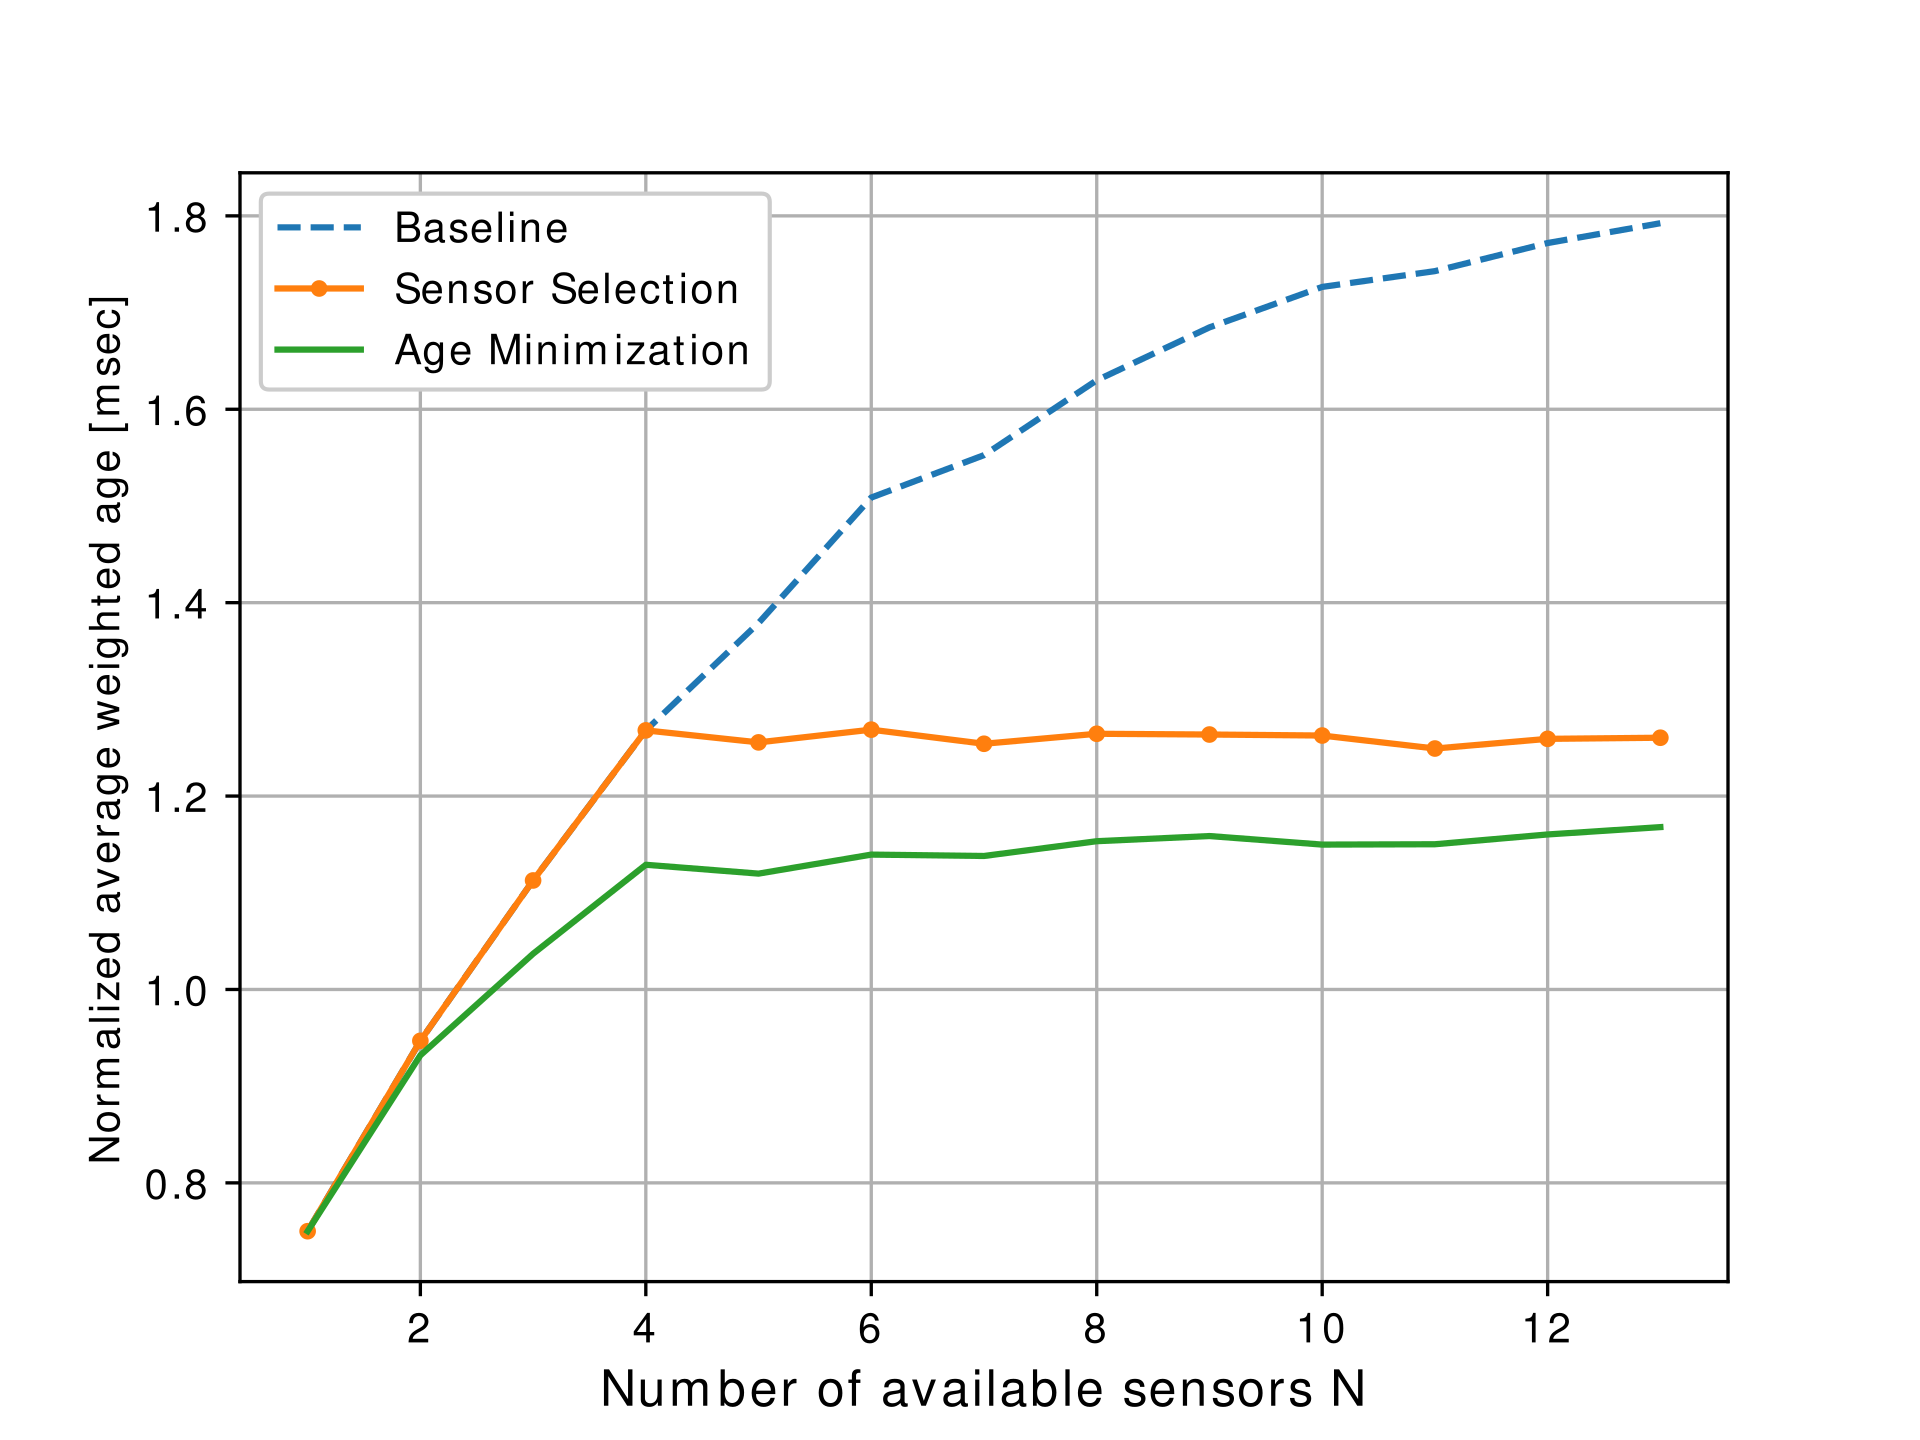 Baseline
Sensor Selection
Age Minimization
Normalized average weighted age [msec]
1.8
1.6
1.4
1.2
1.0
0.8
2 4 6 8 10 12
Number of available sensors N